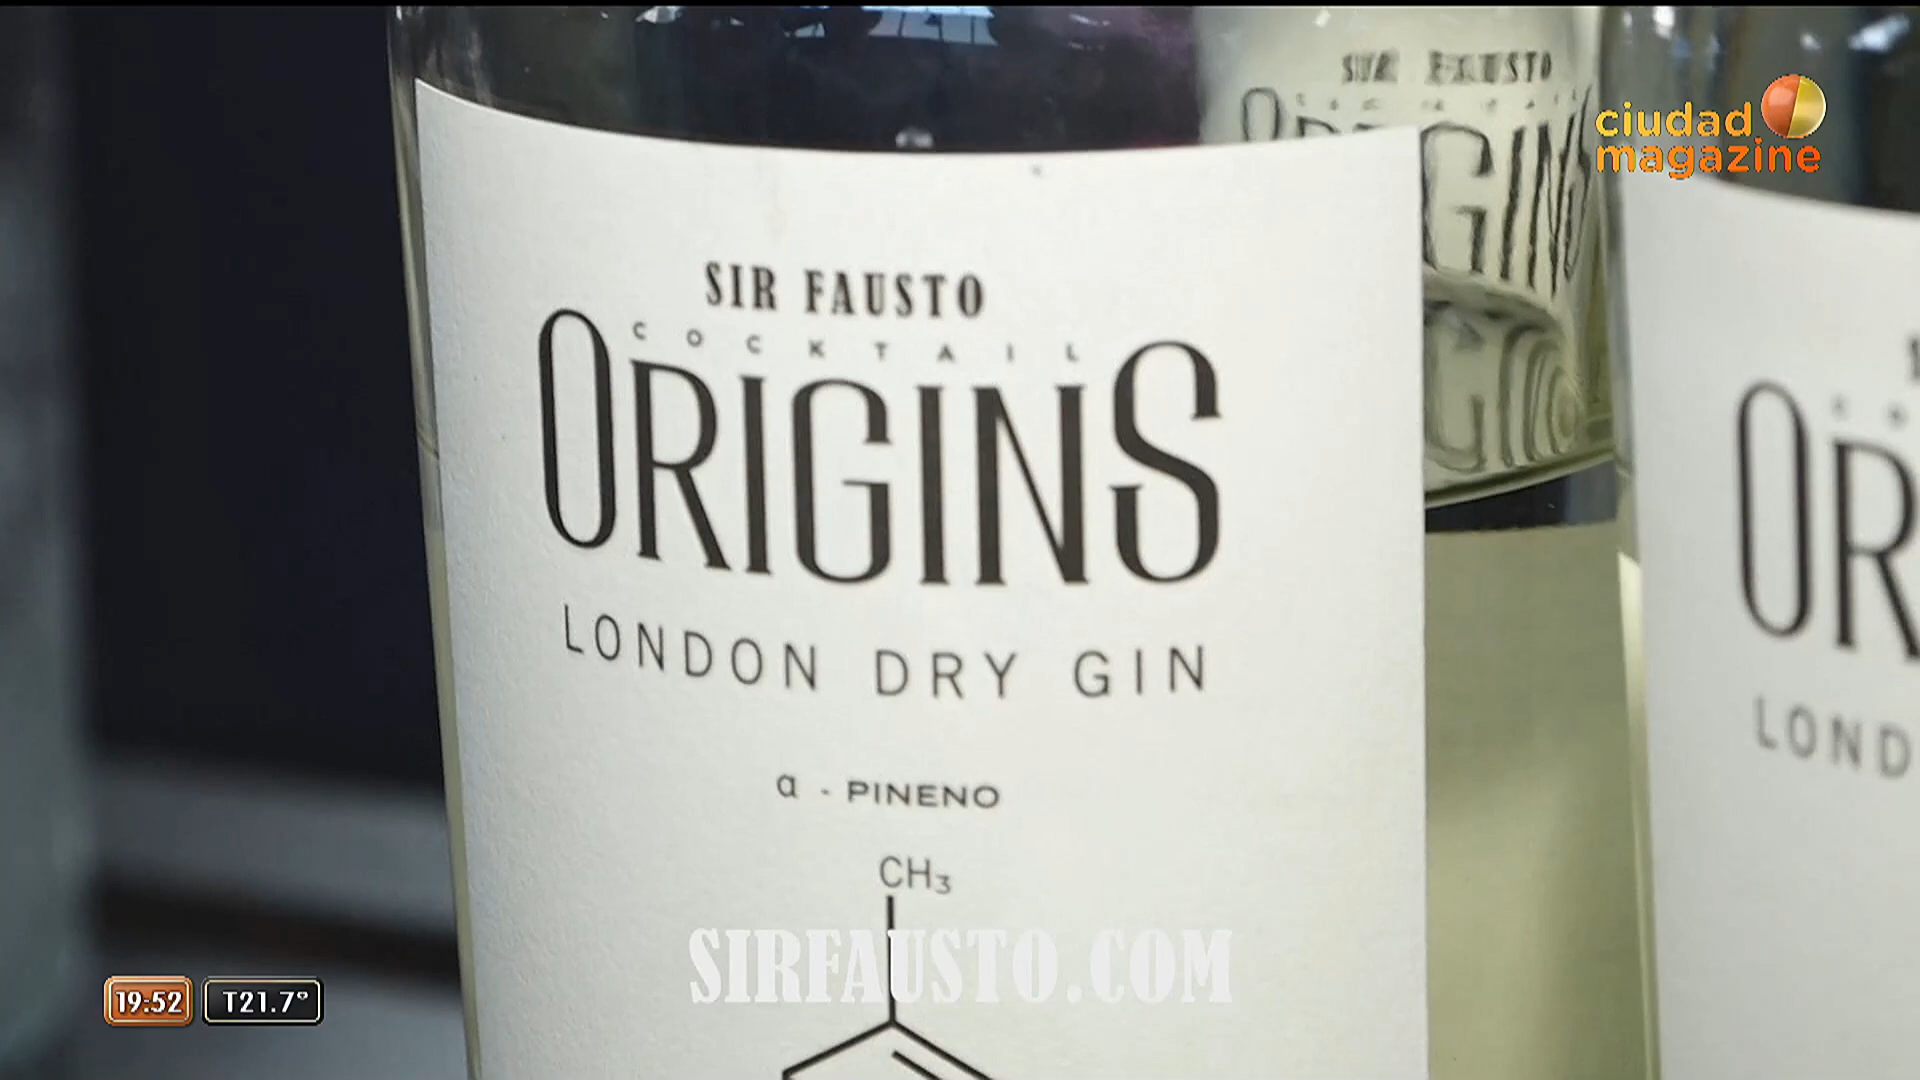 SIR FAUSTO
COCKTAIL
ORIGINS
LONDON DRY GIN
α - PINENO
CH₃
SIRFAUSTO.COM
SIR FAUSTO
ORIGINS
ciudad
magazine
OR
LOND
19:52
T21.7°